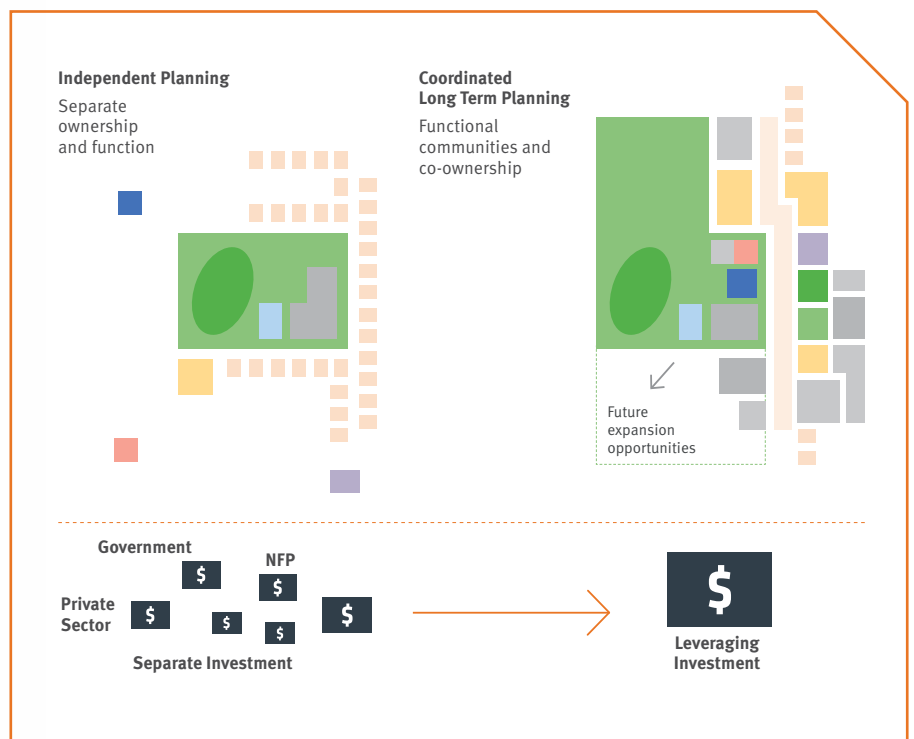 Independent Planning
Separate
ownership
and function
Coordinated
Long Term Planning
Functional
communities and
co-ownership
Future
expansion
opportunities
Government
NFP
Private
Sector
$
$
$
$
$
$
Separate Investment
$
Leveraging
Investment